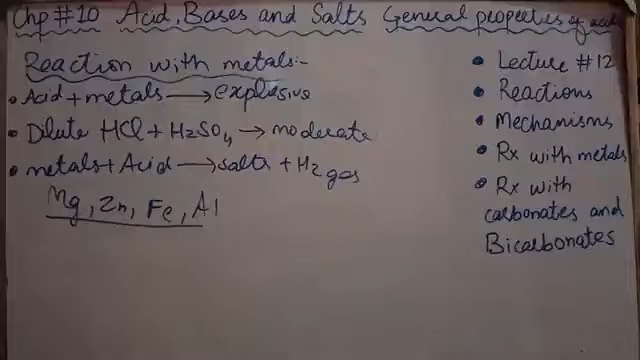 Chp #10 Acid, Bases and Salts General properties of acids
Reaction with metals:-
• Acid + metals → explosive
• Dilute HCl + H₂SO₄ → moderate
• metals + Acid → salts + H₂ gas
Mg, Zn, Fe, Al
• Lecture #12
• Reactions
• Mechanisms
• Rx with metals
• Rx with
carbonates and
Bicarbonates